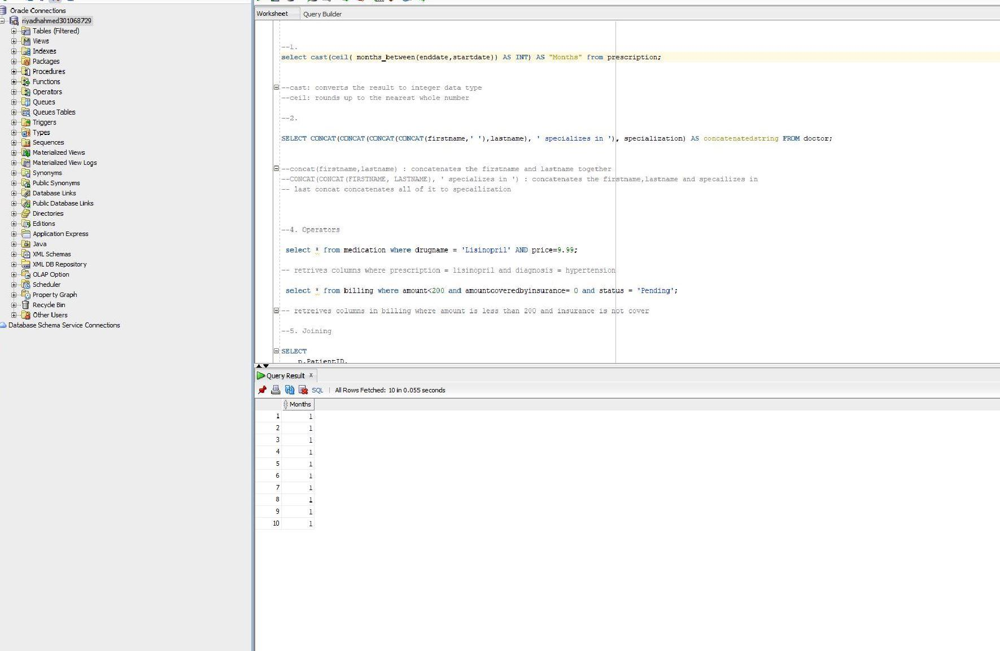 Oracle Connections
riyadhahmed301068729
Tables (Filtered)
Views
Indexes
Packages
Procedures
Functions
Operators
Queues
Queues Tables
Triggers
Types
Sequences
Materialized Views
Materialized View Logs
Synonyms
Public Synonyms
Database Links
Public Database Links
Directories
Editions
Application Express
Java
XML Schemas
XML DB Repository
OLAP Option
Scheduler
Property Graph
Recycle Bin
Other Users
Database Schema Service Connections
Worksheet Query Builder
--1.
select cast(ceil( months_between(enddate,startdate)) AS INT) AS "Months" from prescription;
--cast: converts the result to integer data type
--ceil: rounds up to the nearest whole number
--2.
SELECT CONCAT(CONCAT(CONCAT(CONCAT(firstname,' '),lastname), ' specializes in '), specialization) AS concatenatedstring FROM doctor;
--concat(firstname,lastname) : concatenates the firstname and lastname together
--CONCAT(CONCAT(FIRSTNAME, LASTNAME), ' specializes in ') : concatenates the firstname,lastname and specailizes in
-- last concat concatenates all of it to specailization
--4. Operators
select * from medication where drugname = 'Lisinopril' AND price=9.99;
-- retrives columns where prescription = lisinopril and diagnosis = hypertension
select * from billing where amount<200 and amountcoveredbyinsurance= 0 and status = 'Pending';
-- retreives columns in billing where amount is less than 200 and insurance is not cover
--5. Joining
SELECT
p.PatientID,
Query Result x
SQL | All Rows Fetched: 10 in 0.055 seconds
Months
1 1
2 1
3 1
4 1
5 1
6 1
7 1
8 1
9 1
10 1